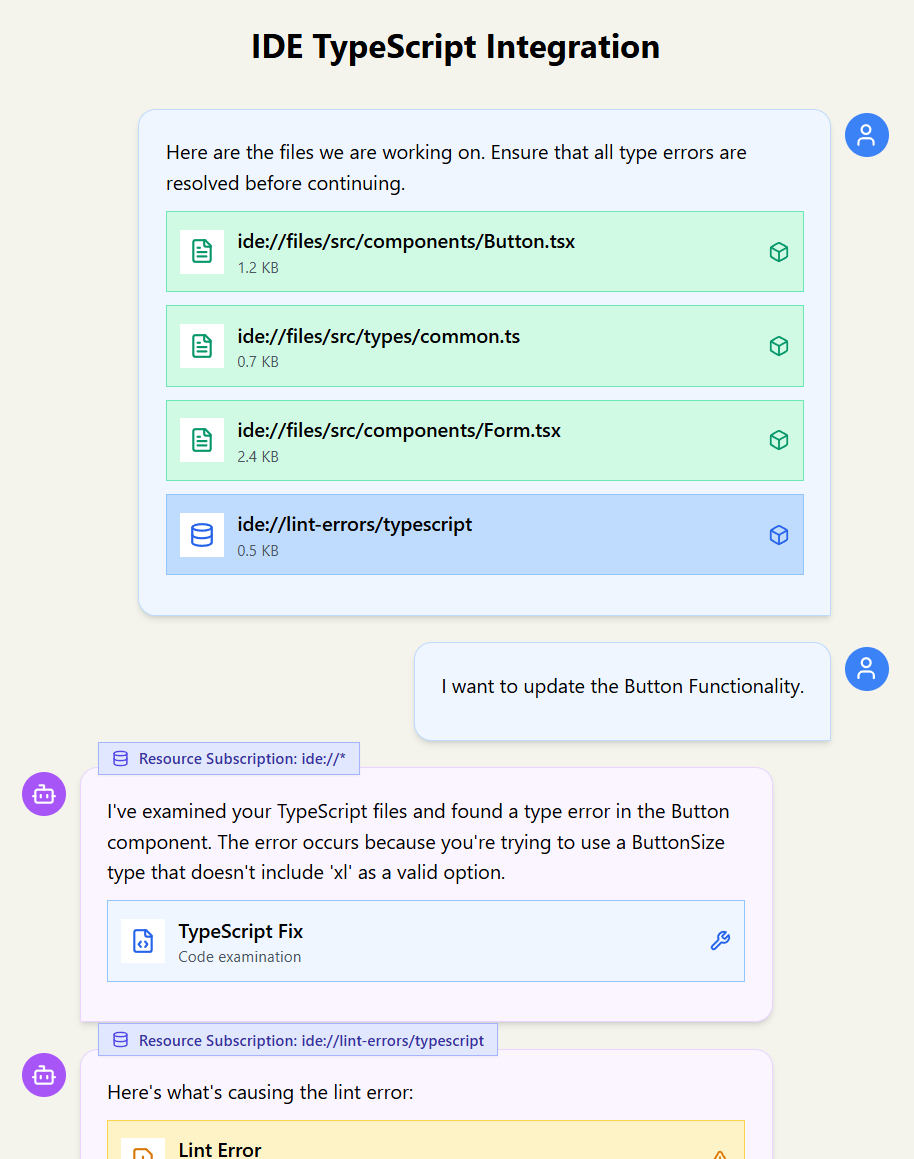 IDE TypeScript Integration
Here are the files we are working on. Ensure that all type errors are
resolved before continuing.
ide://files/src/components/Button.tsx
1.2 KB
ide://files/src/types/common.ts
0.7 KB
ide://files/src/components/Form.tsx
2.4 KB
ide://lint-errors/typescript
0.5 KB
I want to update the Button Functionality.
Resource Subscription: ide://*
I've examined your TypeScript files and found a type error in the Button
component. The error occurs because you're trying to use a ButtonSize
type that doesn't include 'xl' as a valid option.
TypeScript Fix
Code examination
Resource Subscription: ide://lint-errors/typescript
Here's what's causing the lint error:
Lint Error